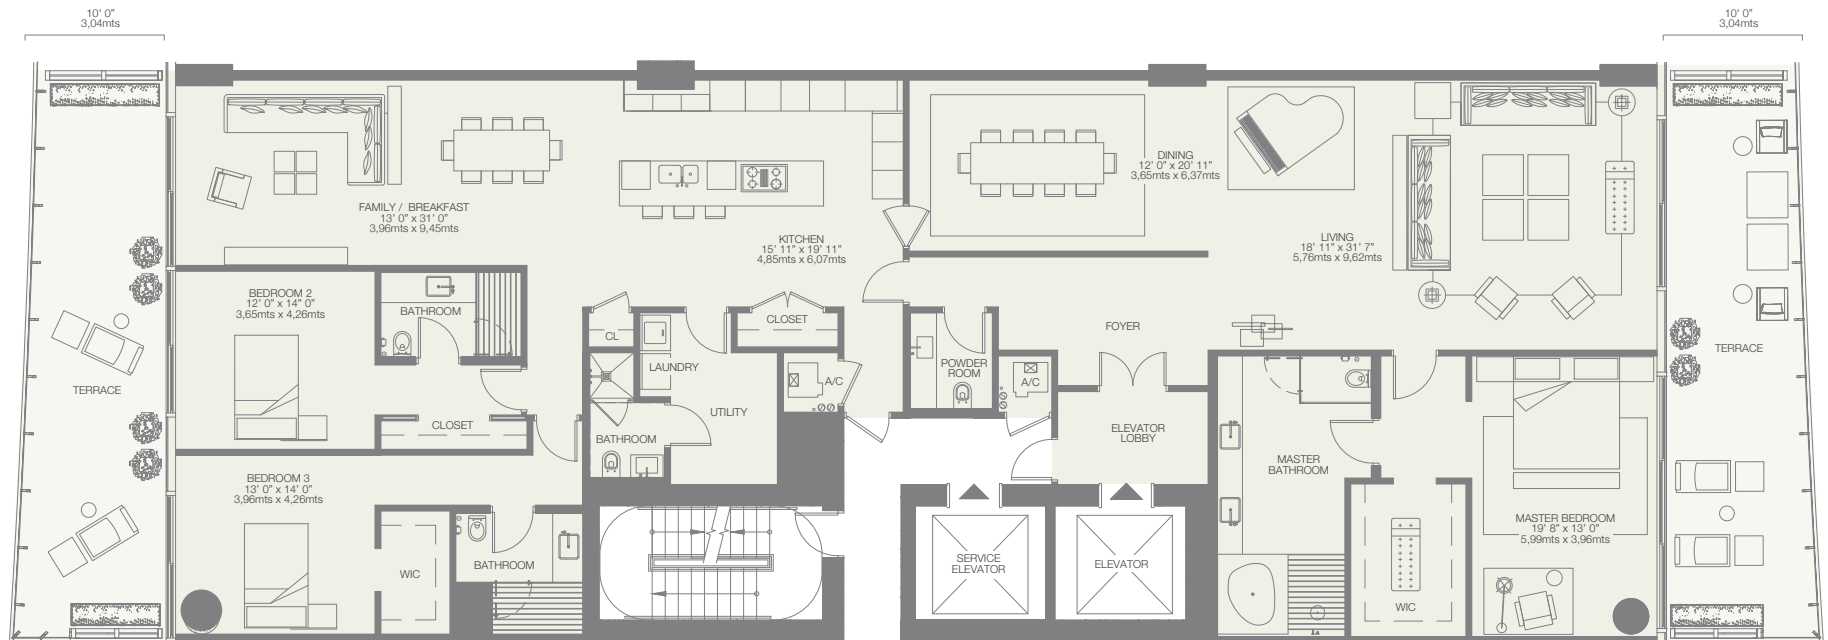 10' 0"
3,04mts
10' 0"
3,04mts
FAMILY / BREAKFAST
13' 0" x 31' 0"
3,96mts x 9,45mts
KITCHEN
15' 11" x 19' 11"
4,85mts x 6,07mts
DINING
12' 0" x 20' 11"
3,65mts x 6,37mts
LIVING
18' 11" x 31' 7"
5,76mts x 9,62mts
BEDROOM 2
12' 0" x 14' 0"
3,65mts x 4,26mts
BATHROOM
CL
CLOSET
FOYER
TERRACE
LAUNDRY
A/C
POWDER
ROOM
A/C
TERRACE
CLOSET
UTILITY
BATHROOM
ELEVATOR
LOBBY
MASTER
BATHROOM
BEDROOM 3
13' 0" x 14' 0"
3,96mts x 4,26mts
MASTER BEDROOM
19' 8" x 13' 0"
5,99mts x 3,96mts
WIC
BATHROOM
SERVICE
ELEVATOR
ELEVATOR
WIC